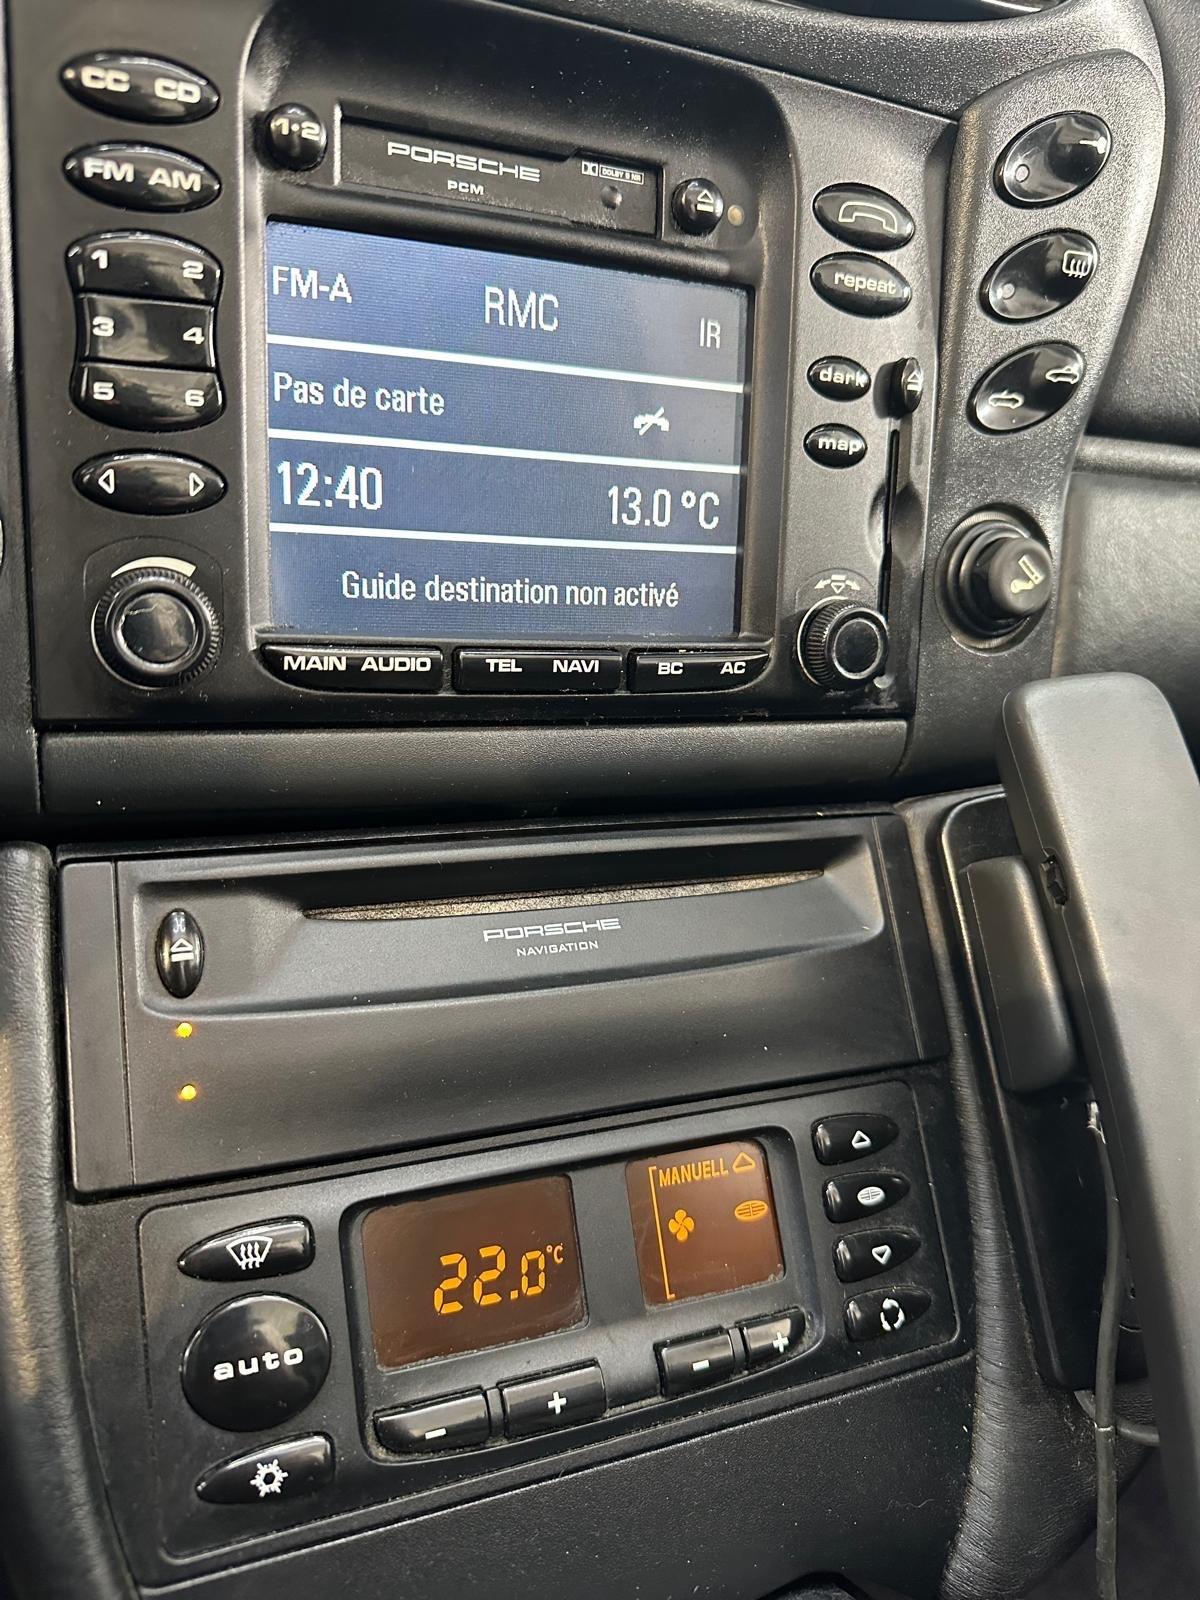 CC CD
FM AM
1 2
3 4
5 6
1•2
PORSCHE
PCM
DOLBY B NR
FM-A RMC IR
Pas de carte
12:40 13.0 °C
Guide destination non activé
MAIN AUDIO TEL NAVI BC AC
repeat
dark
map
PORSCHE
NAVIGATION
auto
22.0°C
MANUELL
- +
- +